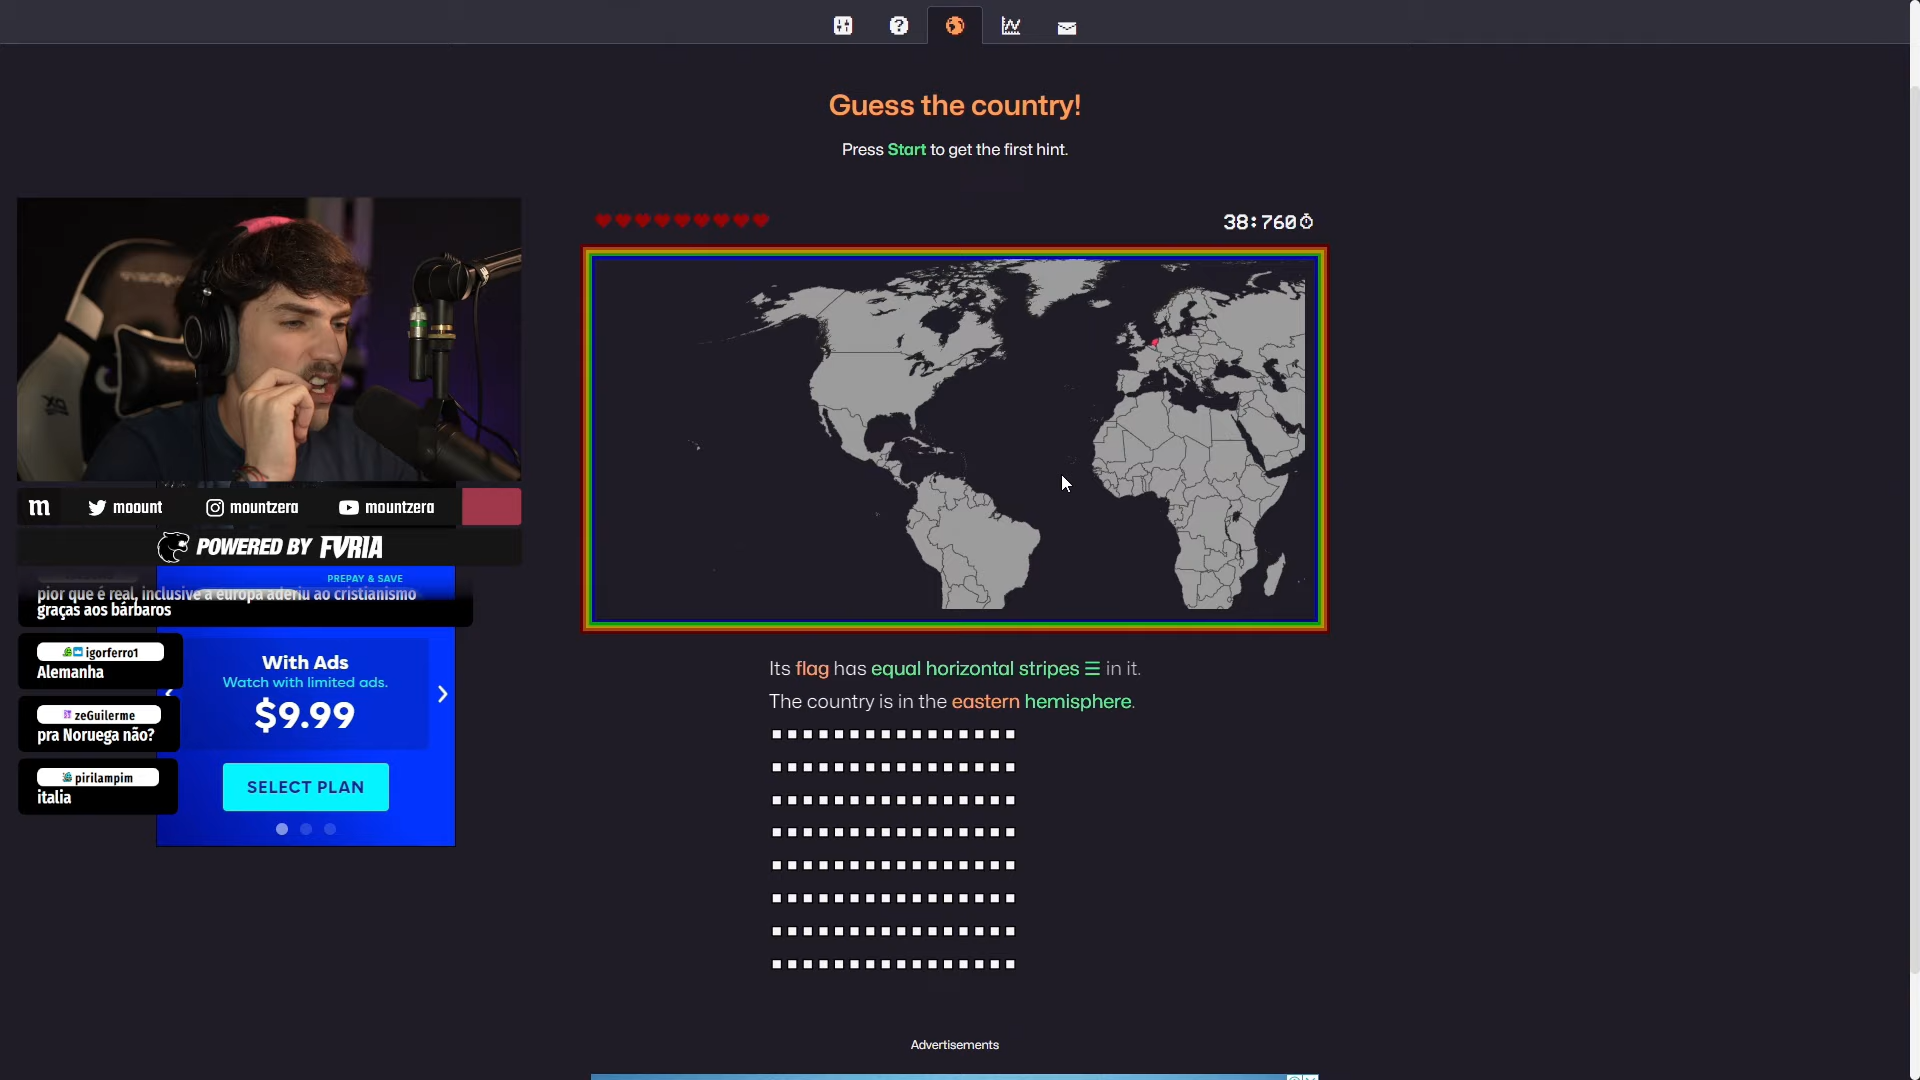 Guess the country!
Press Start to get the first hint.
38:760
m moount mountzera mountzera
POWERED BY FVRIA
PREPAY & SAVE
pior que é real, inclusive a europa aderiu ao cristianismo
graças aos bárbaros
igorferro1
Alemanha
zeGuilerme
pra Noruega não?
pirilampim
italia
With Ads
Watch with limited ads.
$9.99
SELECT PLAN
Its flag has equal horizontal stripes in it.
The country is in the eastern hemisphere.
Advertisements